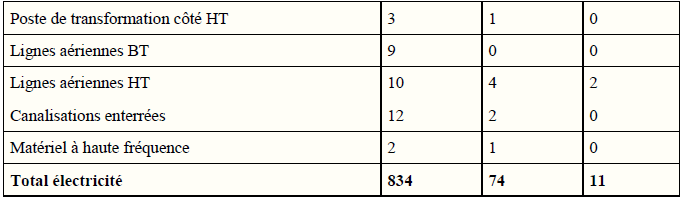 Poste de transformation côté HT 3 1 0
Lignes aériennes BT 9 0 0
Lignes aériennes HT 10 4 2
Canalisations enterrées 12 2 0
Matériel à haute fréquence 2 1 0
Total électricité 834 74 11